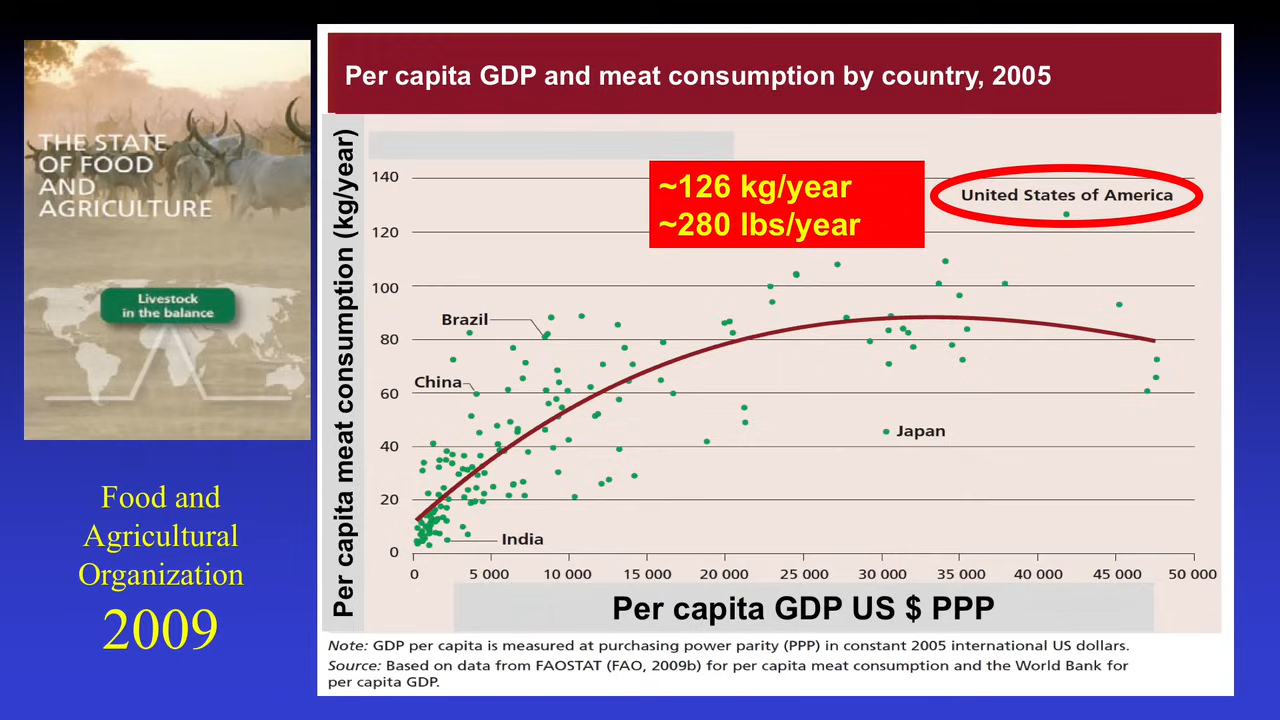 Per capita GDP and meat consumption by country, 2005
THE STATE
OF FOOD
AND
AGRICULTURE
Livestock
in the balance
Food and
Agricultural
Organization
2009
Per capita meat consumption (kg/year)
140
120
100
80
60
40
20
0
~126 kg/year
~280 lbs/year
United States of America
Brazil
China
Japan
India
0
5 000
10 000
15 000
20 000
25 000
30 000
35 000
40 000
45 000
50 000
Per capita GDP US $ PPP
Note: GDP per capita is measured at purchasing power parity (PPP) in constant 2005 international US dollars.
Source: Based on data from FAOSTAT (FAO, 2009b) for per capita meat consumption and the World Bank for
per capita GDP.